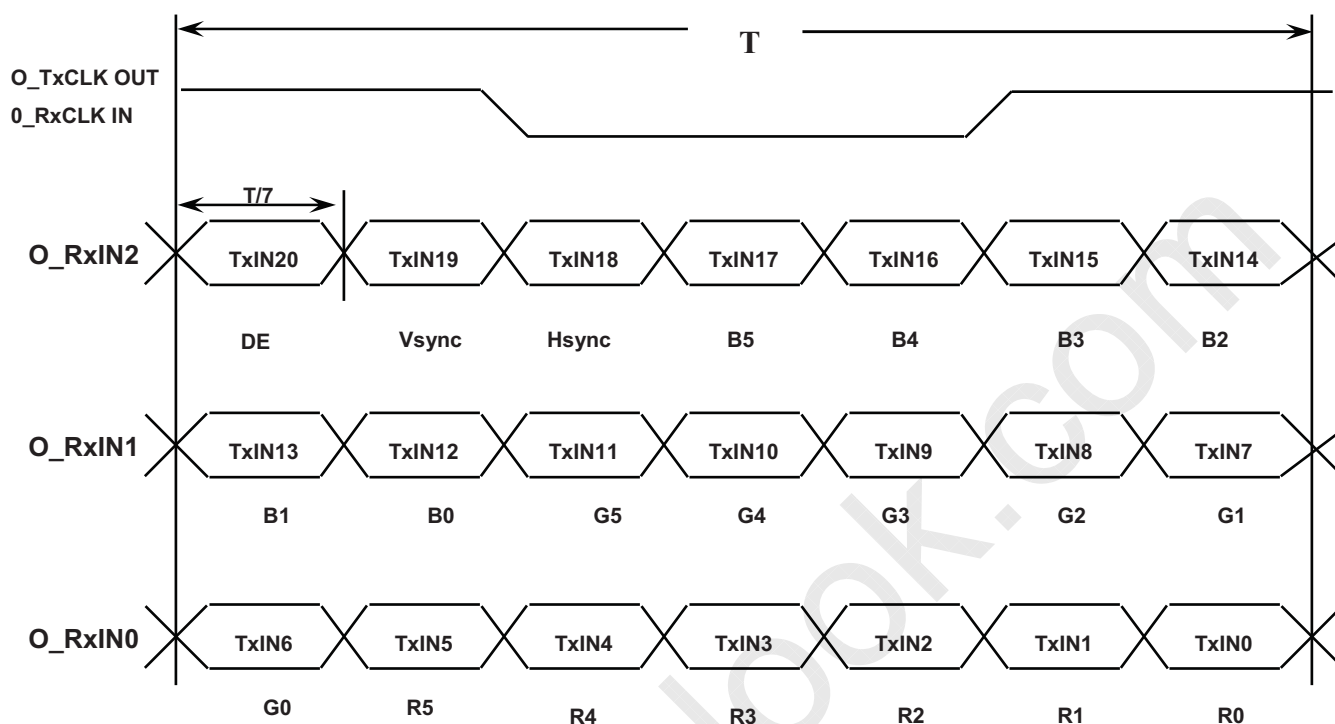 T
O_TxCLK OUT
0_RxCLK IN
T/7
O_RxIN2 TxIN20 TxIN19 TxIN18 TxIN17 TxIN16 TxIN15 TxIN14
DE Vsync Hsync B5 B4 B3 B2
O_RxIN1 TxIN13 TxIN12 TxIN11 TxIN10 TxIN9 TxIN8 TxIN7
B1 B0 G5 G4 G3 G2 G1
O_RxIN0 TxIN6 TxIN5 TxIN4 TxIN3 TxIN2 TxIN1 TxIN0
G0 R5 R4 R3 R2 R1 R0
look.com